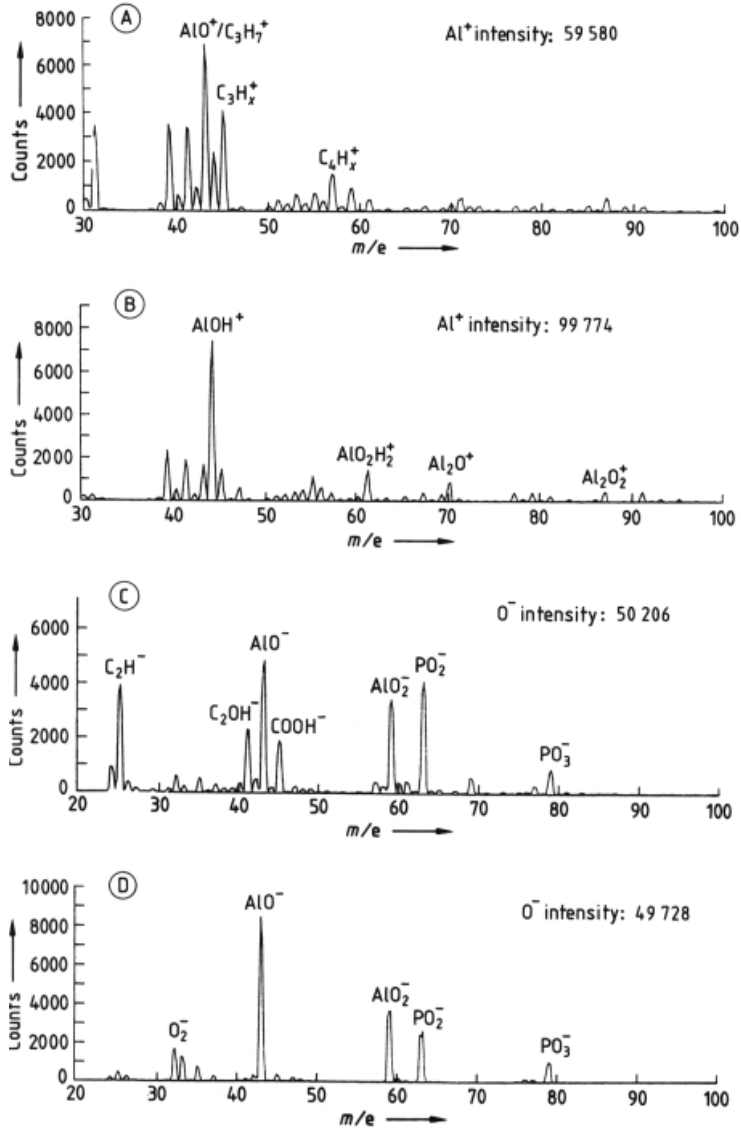 A
Al⁺ intensity: 59 580
AlO⁺/C₃H₇⁺
C₃Hₓ⁺
C₄Hₓ⁺
Counts
8000
6000
4000
2000
0
30 40 50 60 70 80 90 100
m/e
B
Al⁺ intensity: 99 774
AlOH⁺
AlO₂H₂⁺
Al₂O⁺
Al₂O₂⁺
Counts
8000
6000
4000
2000
0
30 40 50 60 70 80 90 100
m/e
C
O⁻ intensity: 50 206
C₂H⁻
C₂OH⁻
AlO⁻
COOH⁻
AlO₂⁻
PO₂⁻
PO₃⁻
Counts
6000
4000
2000
0
20 30 40 50 60 70 80 90 100
m/e
D
O⁻ intensity: 49 728
O₂⁻
AlO⁻
AlO₂⁻
PO₂⁻
PO₃⁻
Counts
10000
8000
6000
4000
2000
0
20 30 40 50 60 70 80 90 100
m/e